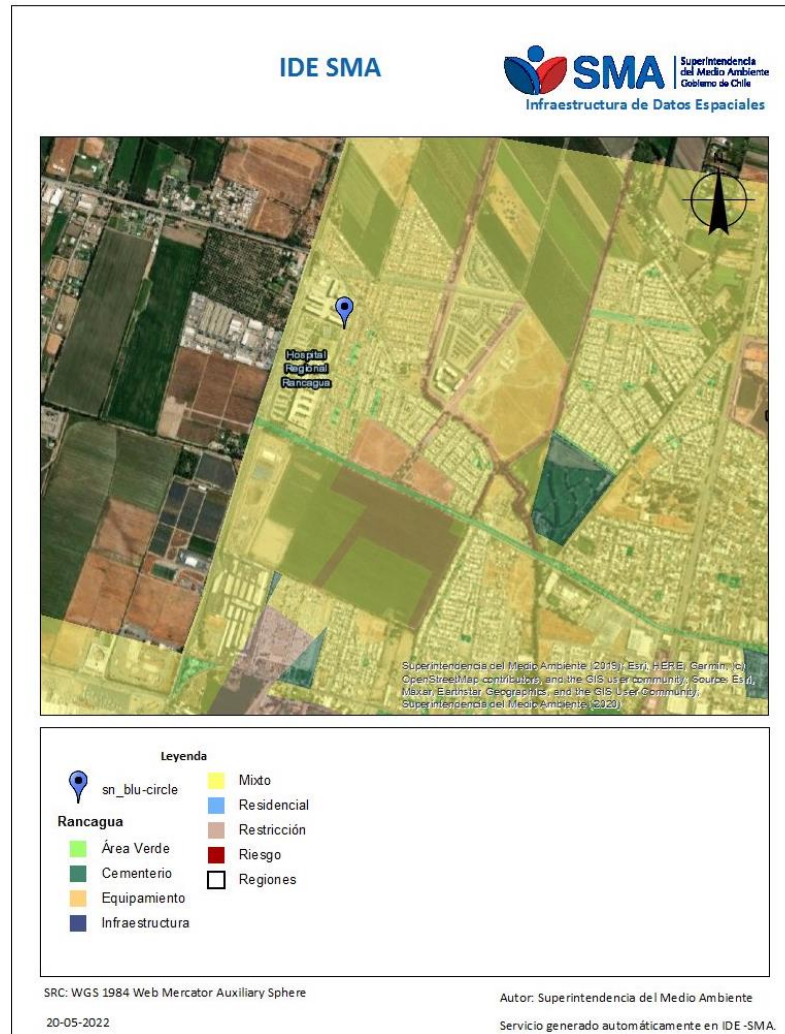 IDE SMA
SMA
Superintendencia
del Medio Ambiente
Gobierno de Chile
Infraestructura de Datos Espaciales
N
Hospital
Regional
Rancagua
Superintendencia del Medio Ambiente (2019); Esri, HERE, Garmin, (c)
OpenStreetMap contributors, and the GIS user community, Source: Esri,
Maxar, Earthstar Geographics, and the GIS User Community;
Superintendencia del Medio Ambiente (2020)
Leyenda
sn_blu-circle
Rancagua
Área Verde
Cementerio
Equipamiento
Infraestructura
Mixto
Residencial
Restricción
Riesgo
Regiones
SRC: WGS 1984 Web Mercator Auxiliary Sphere
20-05-2022
Autor: Superintendencia del Medio Ambiente
Servicio generado automáticamente en IDE -SMA.